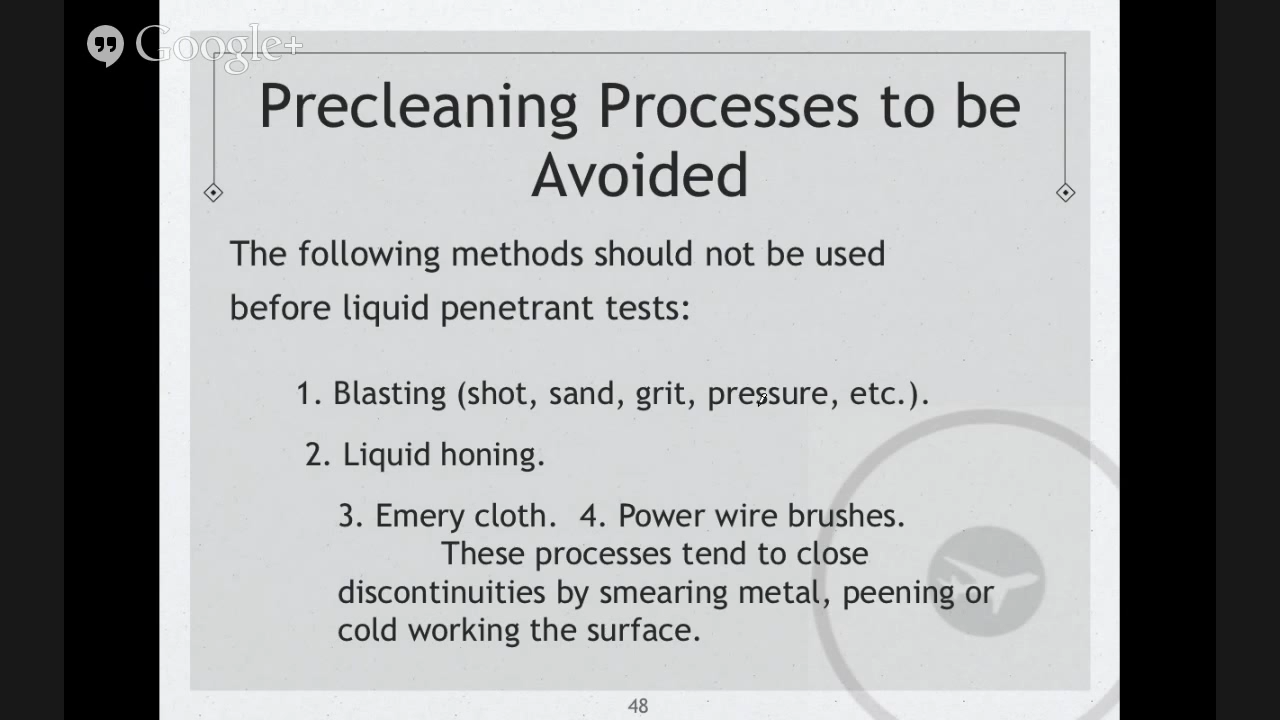 Google+
Precleaning Processes to be
Avoided
The following methods should not be used
before liquid penetrant tests:
1. Blasting (shot, sand, grit, pressure, etc.).
2. Liquid honing.
3. Emery cloth. 4. Power wire brushes.
These processes tend to close
discontinuities by smearing metal, peening or
cold working the surface.
48